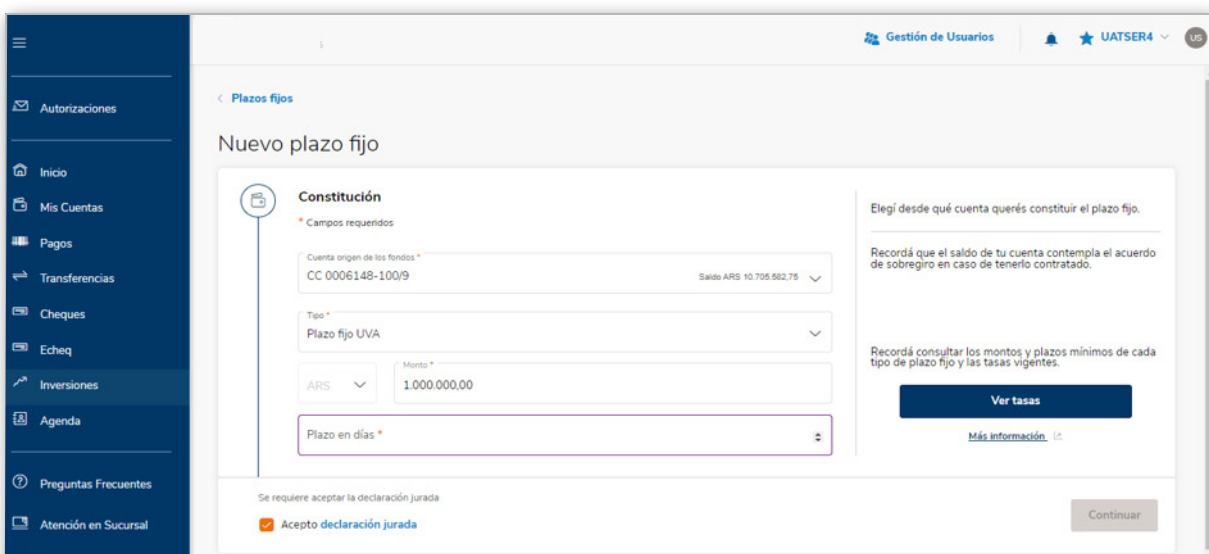 Gestión de Usuarios
UATSER4
US
Autorizaciones
Inicio
Mis Cuentas
Pagos
Transferencias
Cheques
Echeq
Inversiones
Agenda
Preguntas Frecuentes
Atención en Sucursal
Plazos fijos
Nuevo plazo fijo
Constitución
* Campos requeridos
Cuenta origen de los fondos *
CC 0006148-100/9
Saldo ARS 10.705.582,75
Tipo *
Plazo fijo UVA
ARS
Monto *
1.000.000,00
Plazo en días *
Elegí desde qué cuenta querés constituir el plazo fijo.
Recordá que el saldo de tu cuenta contempla el acuerdo
de sobregiro en caso de tenerlo contratado.
Recordá consultar los montos y plazos mínimos de cada
tipo de plazo fijo y las tasas vigentes.
Ver tasas
Más información
Se requiere aceptar la declaración jurada
Acepto declaración jurada
Continuar